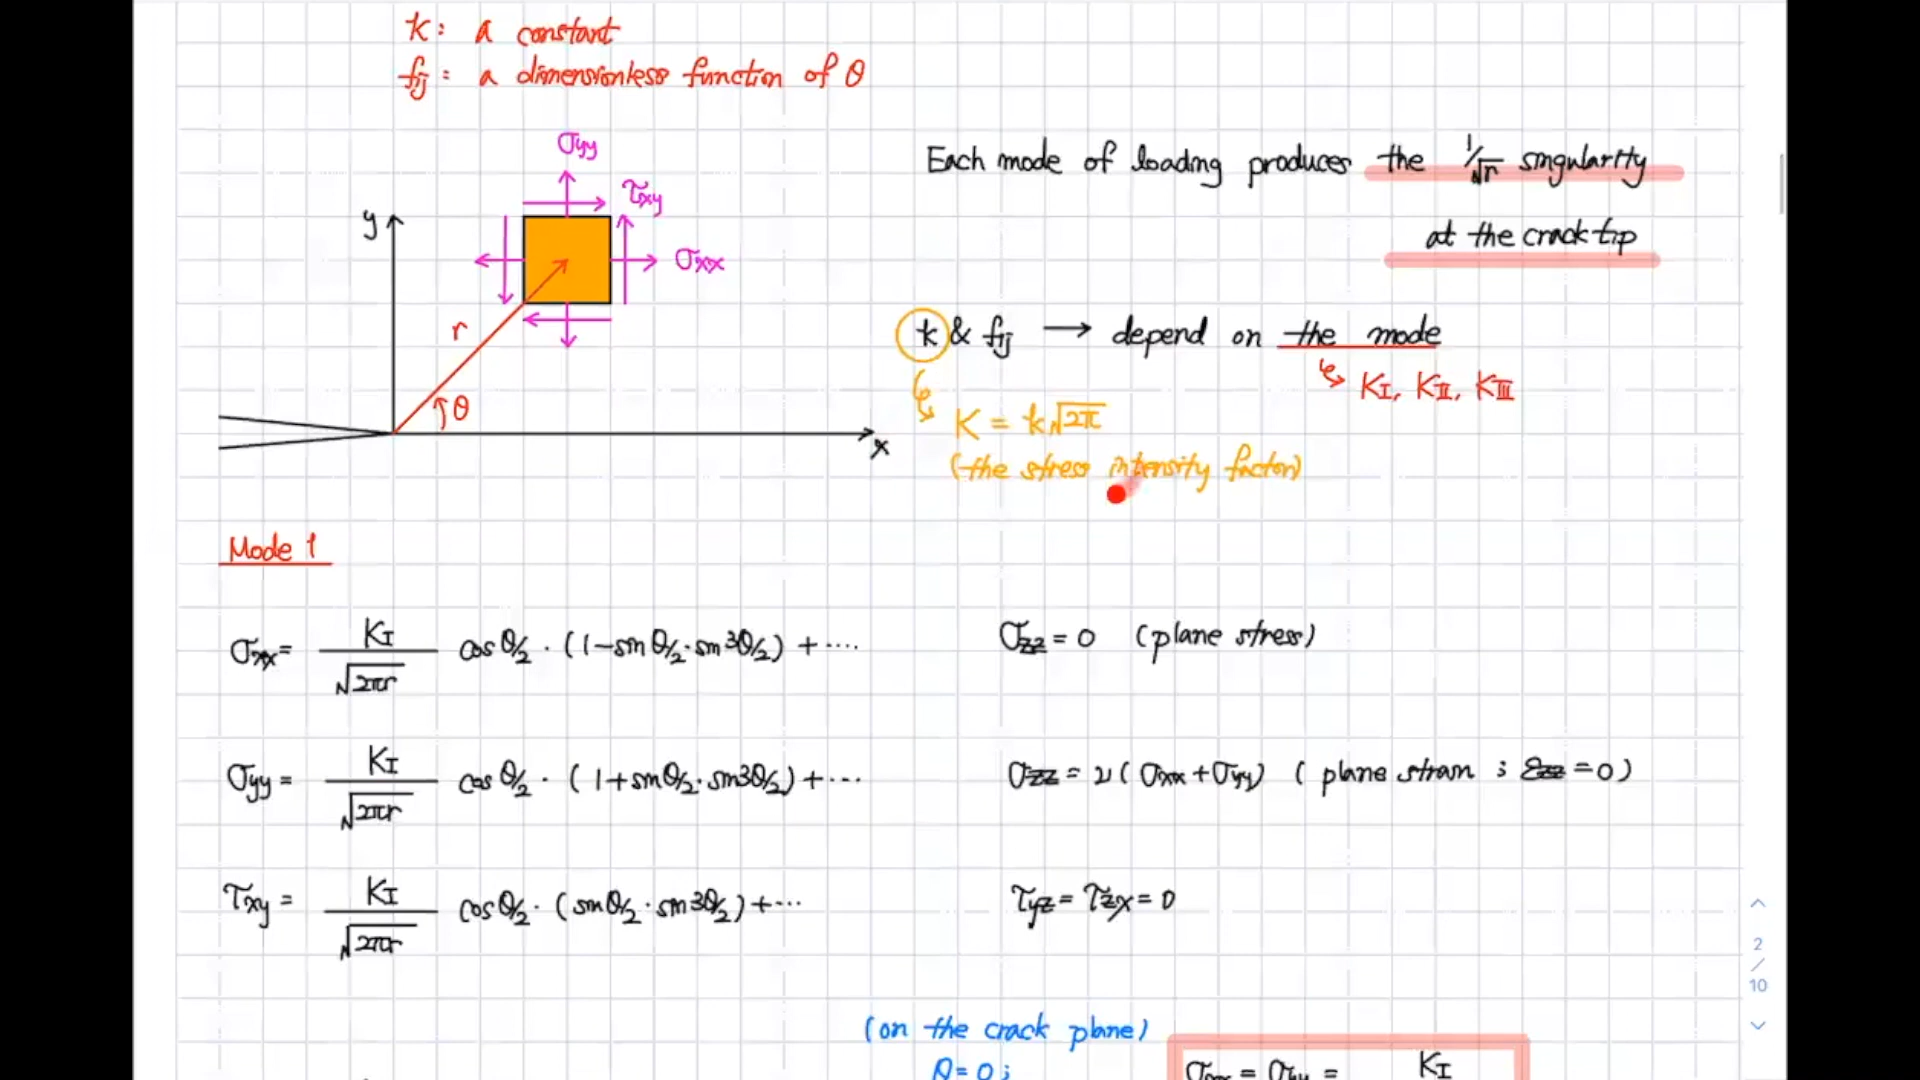 k: a constant
fij: a dimensionless function of θ
σyy
τxy
σxx
y
r
θ
x
Each mode of loading produces the 1/√r singularity
at the crack tip
k & fij → depend on the mode
↳ KI, KII, KIII
↳ K = k√2π
(the stress intensity factor)
Mode 1
σxx = KI/√2πr cos θ/2 · (1 - sin θ/2 · sin 3θ/2) + ····
σzz = 0 (plane stress)
σyy = KI/√2πr cos θ/2 · (1 + sin θ/2 · sin 3θ/2) + ···
σzz = ν(σxx + σyy) (plane strain ; εzz = 0)
τxy = KI/√2πr cos θ/2 · (sin θ/2 · sin 3θ/2) + ···
τyz = τzx = 0
2
/
10
(on the crack plane)
θ = 0 ;
σxx = σyy = KI